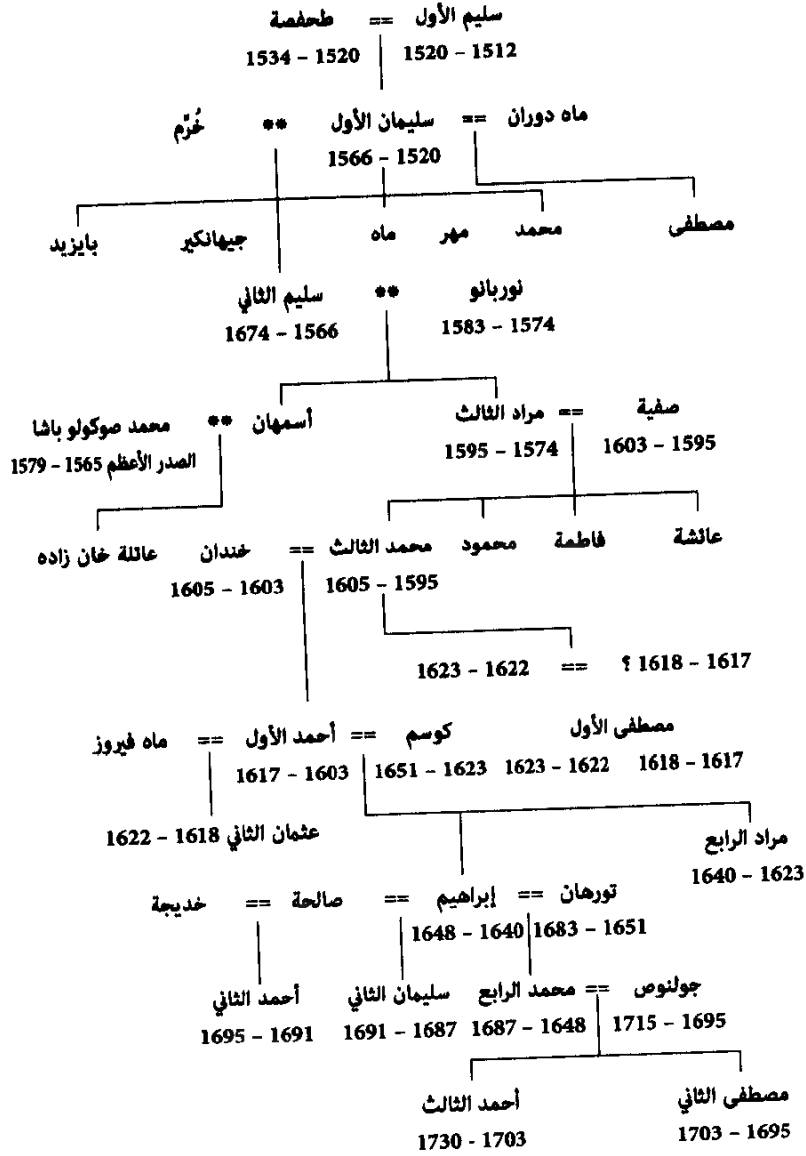 سليم الأول == طحفصة
1512 – 1520 1520 – 1534
ماه دوران == سليمان الأول ** خُرَّم
1520 – 1566
مصطفى محمد مهر ماه جيهانكير بايزيد
نوربانو ** سليم الثاني
1574 – 1583 1566 – 1674
صفية == مراد الثالث أسمهان ** محمد صوكولو باشا
1595 – 1603 1574 – 1595 الصدر الأعظم 1565 – 1579
عائشة فاطمة محمود محمد الثالث == خندان عائلة خان زاده
1595 – 1605 1603 – 1605
1617 – 1618 ؟ == 1622 – 1623
مصطفى الأول كوسم == أحمد الأول == ماه فيروز
1617 – 1618 1622 – 1623 1623 – 1651 1603 – 1617
مراد الرابع عثمان الثاني 1618 – 1622
1623 – 1640
تورهان == إبراهيم == صالحة == خديجة
1651 – 1683 1640 – 1648
جولنوص == محمد الرابع سليمان الثاني أحمد الثاني
1695 – 1715 1648 – 1687 1687 – 1691 1691 – 1695
مصطفى الثاني أحمد الثالث
1695 – 1703 1703 - 1730